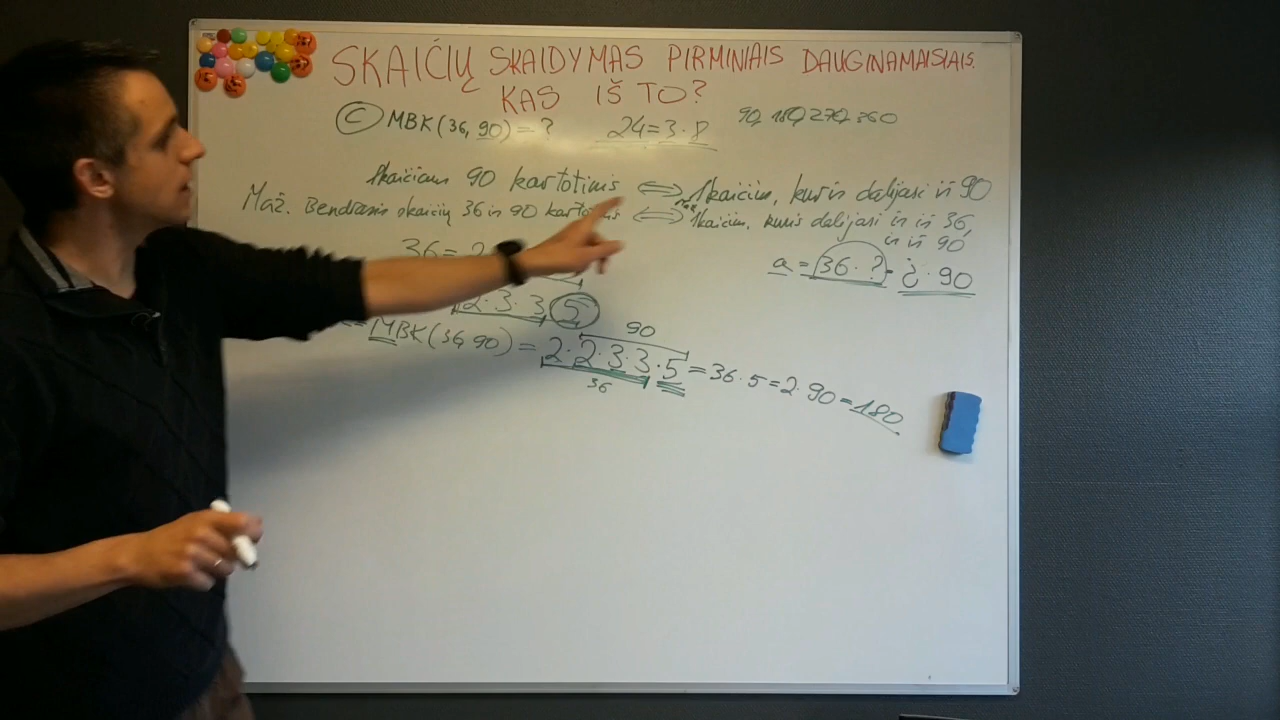 SKAIČIŲ SKAIDYMAS PIRMINIAIS DAUGINAMAISIAIS.
KAS IŠ TO?
Ⓒ MBK(36, 90) = ? 24=3·8 90, 180, 270, 360
Skaičiaus 90 kartotinis ⟺ Skaičius, kuris dalijasi iš 90
Maž. Bendrasis skaičių 36 ir 90 ⟺ Skaičius, kuris dalijasi ir iš 36,
ir iš 90
36=2 a = 36·? = ¿·90
2·3·3 5
MBK(36, 90) = 2·2·3·3·5 = 36·5=2·90=180
90
36